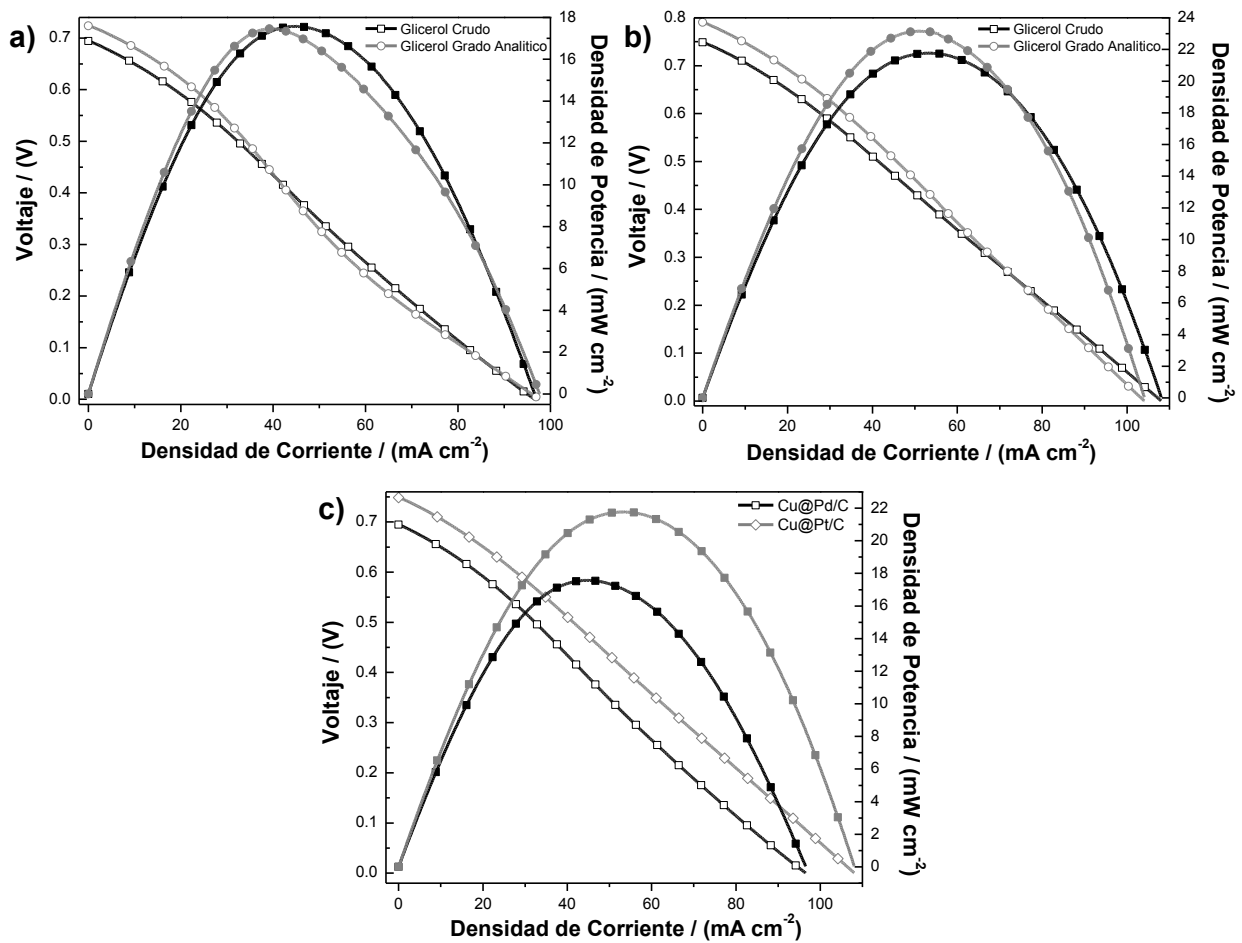 a)
Glicerol Crudo
Glicerol Grado Analitico
Voltaje / (V)
0.7
0.6
0.5
0.4
0.3
0.2
0.1
0.0
18
16
14
12
10
8
6
4
2
0
Densidad de Potencia / (mW cm⁻²)
0 20 40 60 80 100
Densidad de Corriente / (mA cm⁻²)
b)
Glicerol Crudo
Glicerol Grado Analitico
Voltaje / (V)
0.8
0.7
0.6
0.5
0.4
0.3
0.2
0.1
0.0
24
22
20
18
16
14
12
10
8
6
4
2
0
Densidad de Potencia / (mW cm⁻²)
0 20 40 60 80 100
Densidad de Corriente / (mA cm⁻²)
c)
Cu@Pd/C
Cu@Pt/C
Voltaje / (V)
0.7
0.6
0.5
0.4
0.3
0.2
0.1
0.0
22
21
18
16
14
12
10
8
6
4
2
0
Densidad de Potencia / (mW cm⁻²)
0 20 40 60 80 100
Densidad de Corriente / (mA cm⁻²)